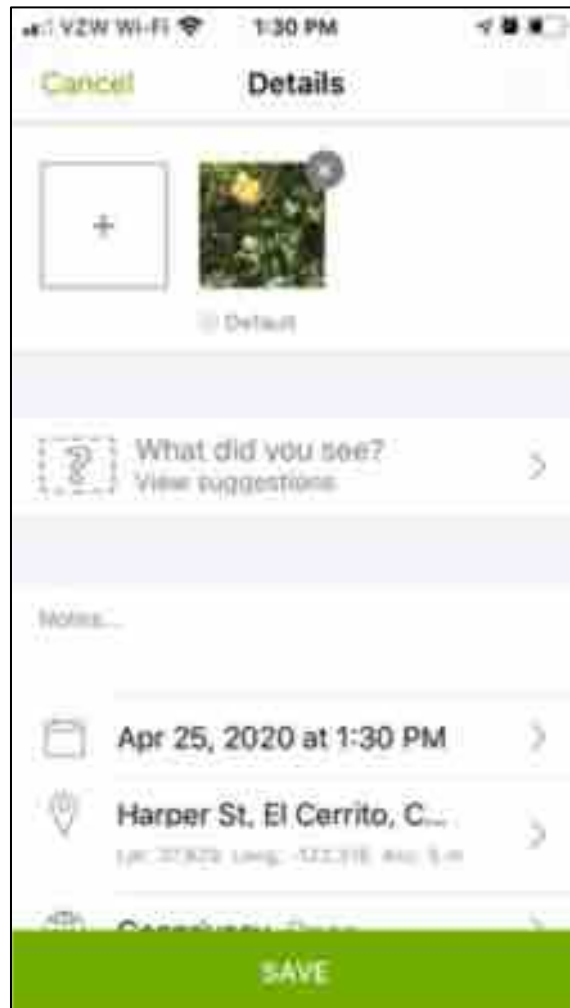 VZW Wi-Fi 1:30 PM
Cancel Details
+
Default
What did you see?
View suggestions
Notes...
Apr 25, 2020 at 1:30 PM
Harper St, El Cerrito, C...
SAVE